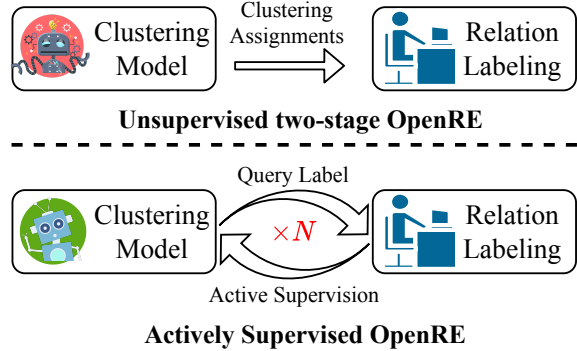 Clustering
Model
Clustering
Assignments
Relation
Labeling
Unsupervised two-stage OpenRE
Query Label
Clustering
Model
×N
Relation
Labeling
Active Supervision
Actively Supervised OpenRE